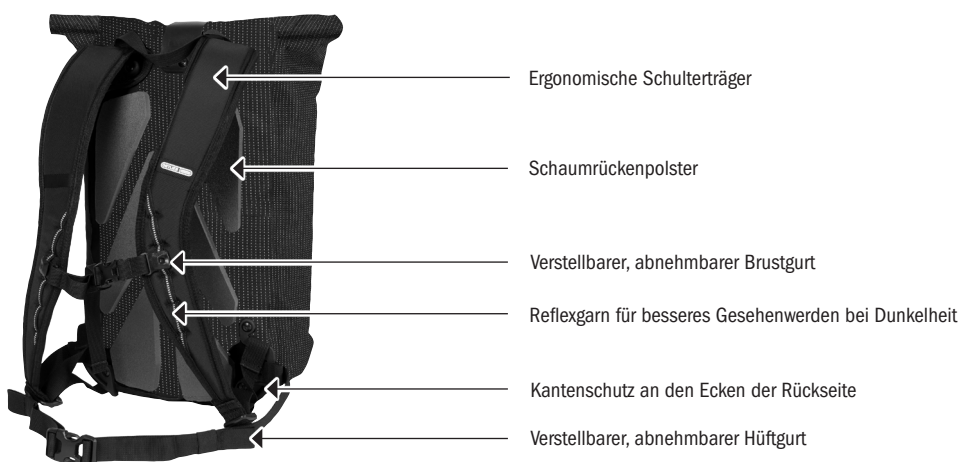 Ergonomische Schulterträger
Schaumrückenpolster
Verstellbarer, abnehmbarer Brustgurt
Reflexgarn für besseres Gesehenwerden bei Dunkelheit
Kantenschutz an den Ecken der Rückseite
Verstellbarer, abnehmbarer Hüftgurt